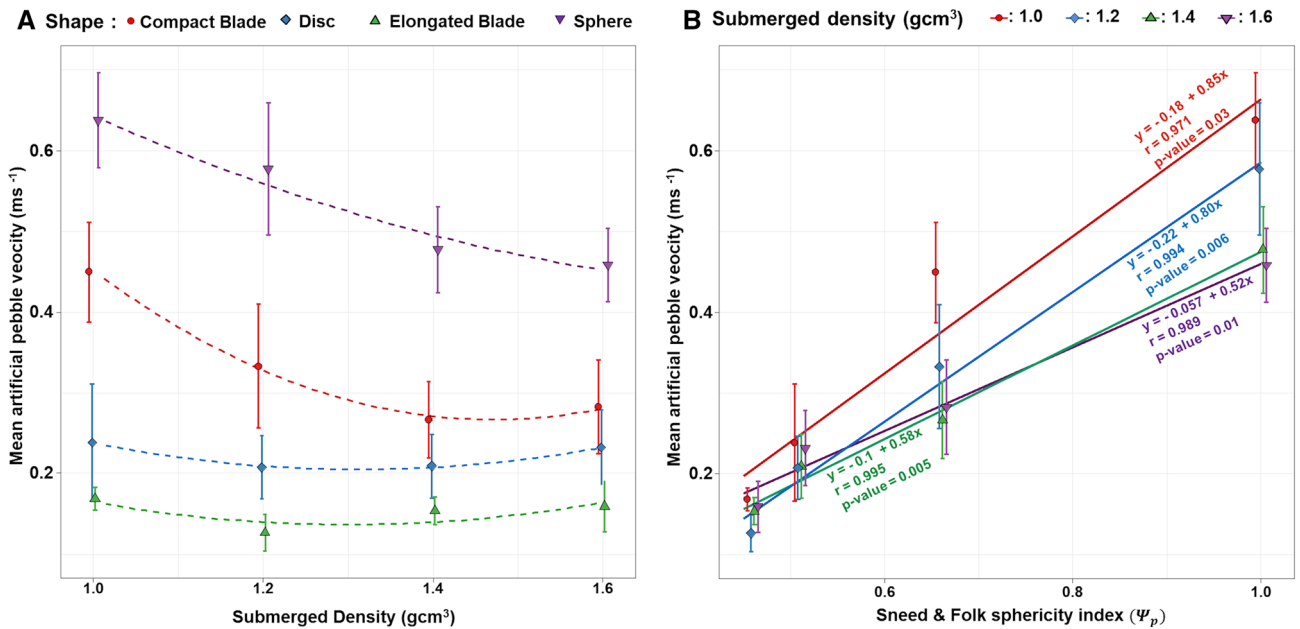 A Shape : Compact Blade Disc Elongated Blade Sphere
Mean artificial pebble veocity (ms ⁻¹)
0.6
0.4
0.2
1.0 1.2 1.4 1.6
Submerged Density (gcm³)
B Submerged density (gcm³) : 1.0 : 1.2 : 1.4 : 1.6
Mean artificial pebble velocity (ms ⁻¹)
0.6
0.4
0.2
y = - 0.18 + 0.85x
r = 0.971
p-value = 0.03
y = -0.22 + 0.80x
r = 0.994
p-value = 0.006
y = - 0.057 + 0.52x
r = 0.989
p-value = 0.01
y = -0.1 + 0.58x
r = 0.995
p-value = 0.005
0.6 0.8 1.0
Sneed & Folk sphericity index (Ψₚ)